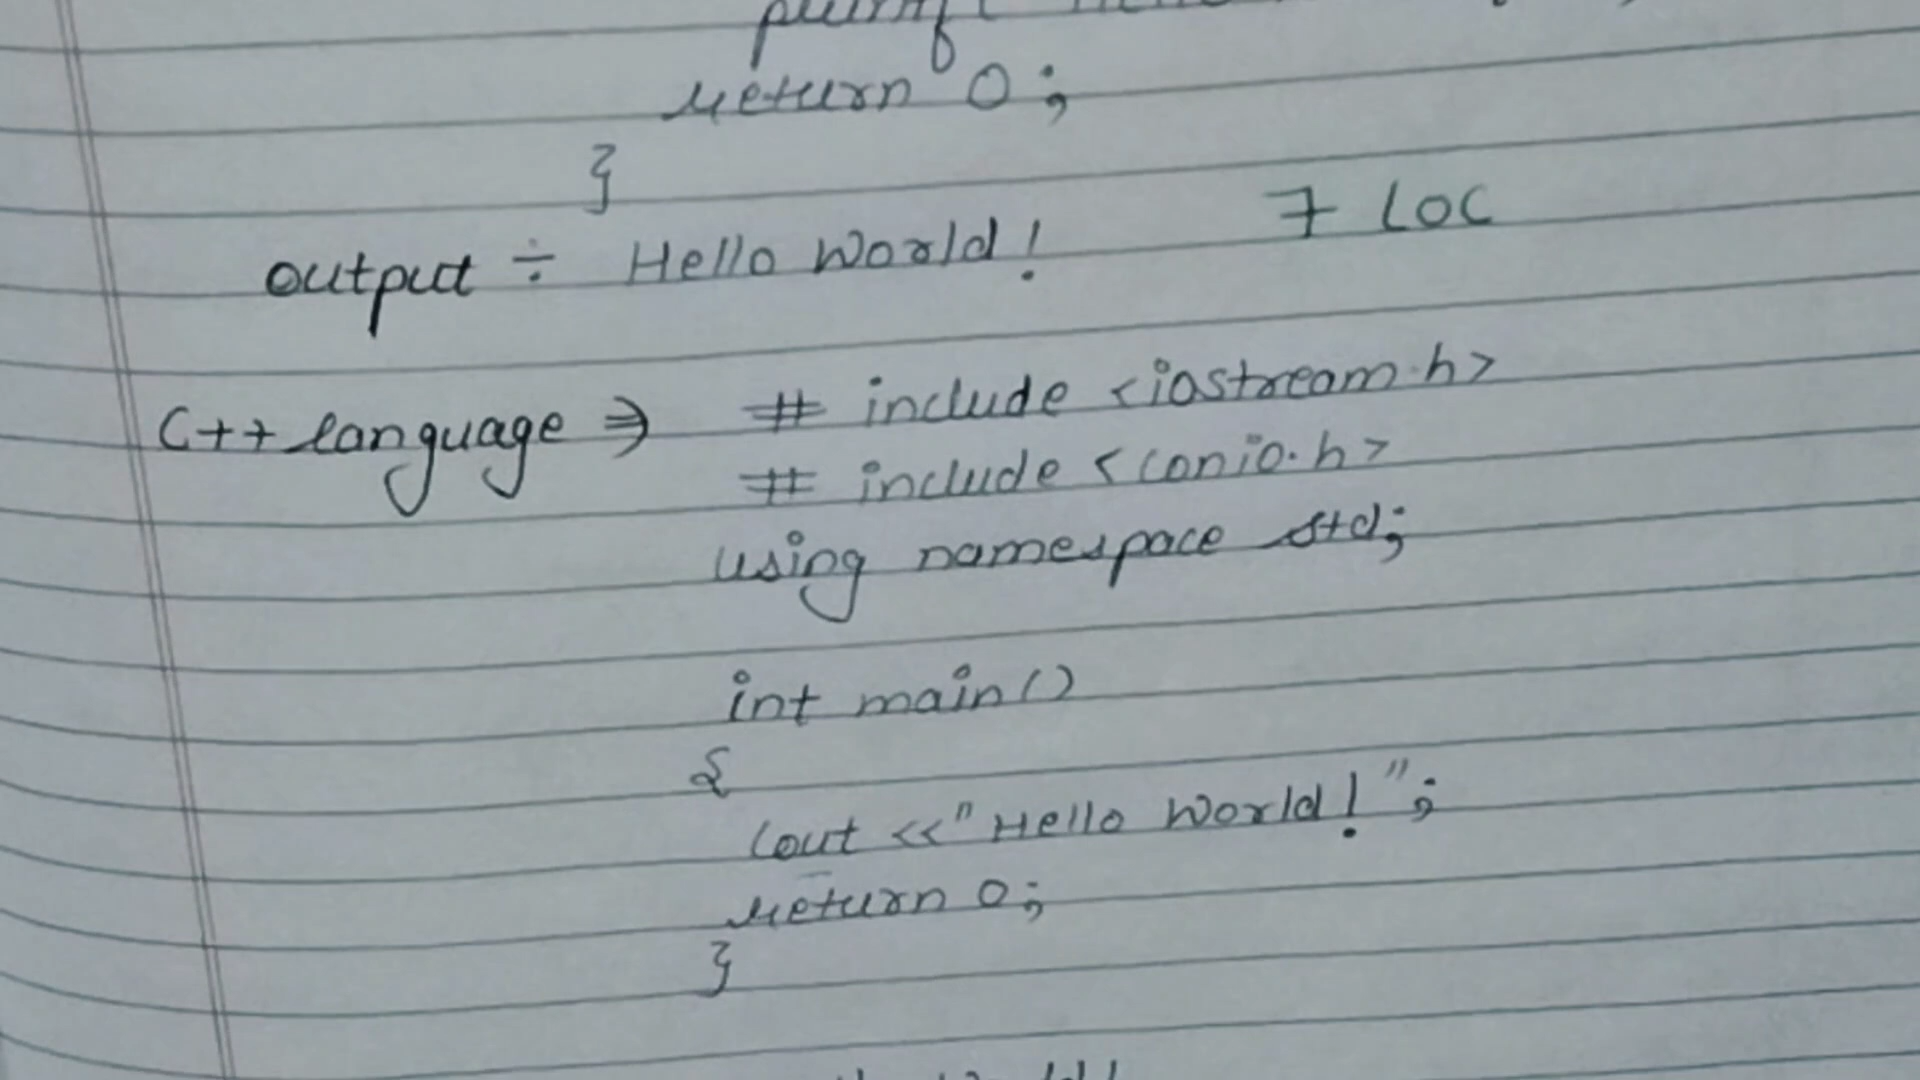 printf
return 0;
}
7 LOC
output ÷ Hello World!
C++ language ⇒ # include <iostream.h>
# include <conio.h>
using namespace std;
int main()
{
cout <<"Hello World!";
return 0;
}